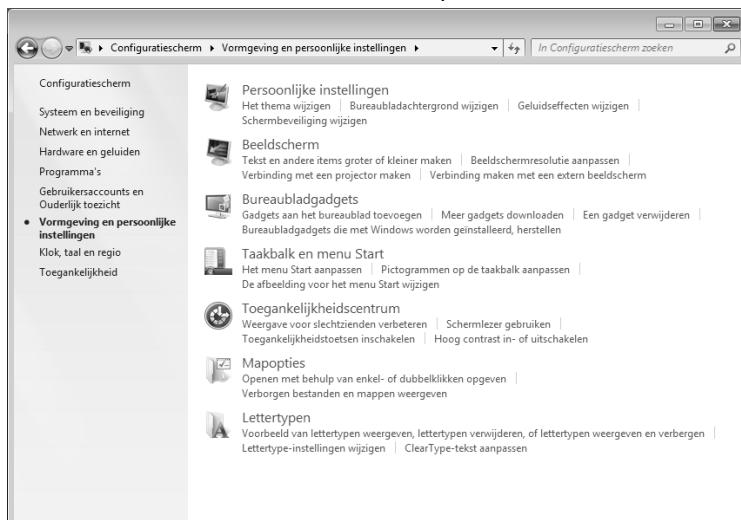 Configuratiescherm ▸ Vormgeving en persoonlijke instellingen ▸
In Configuratiescherm zoeken
Configuratiescherm
Systeem en beveiliging
Netwerk en internet
Hardware en geluiden
Programma's
Gebruikersaccounts en
Ouderlijk toezicht
Vormgeving en persoonlijke
instellingen
Klok, taal en regio
Toegankelijkheid
Persoonlijke instellingen
Het thema wijzigen | Bureaubladachtergrond wijzigen | Geluidseffecten wijzigen |
Schermbeveiliging wijzigen
Beeldscherm
Tekst en andere items groter of kleiner maken | Beeldschermresolutie aanpassen |
Verbinding met een projector maken | Verbinding maken met een extern beeldscherm
Bureaubladgadgets
Gadgets aan het bureaublad toevoegen | Meer gadgets downloaden | Een gadget verwijderen |
Bureaubladgadgets die met Windows worden geïnstalleerd, herstellen
Taakbalk en menu Start
Het menu Start aanpassen | Pictogrammen op de taakbalk aanpassen |
De afbeelding voor het menu Start wijzigen
Toegankelijkheidscentrum
Weergave voor slechtzienden verbeteren | Schermlezer gebruiken |
Toegankelijkheidstoetsen inschakelen | Hoog contrast in- of uitschakelen
Mapopties
Openen met behulp van enkel- of dubbelklikken opgeven |
Verborgen bestanden en mappen weergeven
Lettertypen
Voorbeeld van lettertypen weergeven, lettertypen verwijderen, of lettertypen weergeven en verbergen |
Lettertype-instellingen wijzigen | ClearType-tekst aanpassen